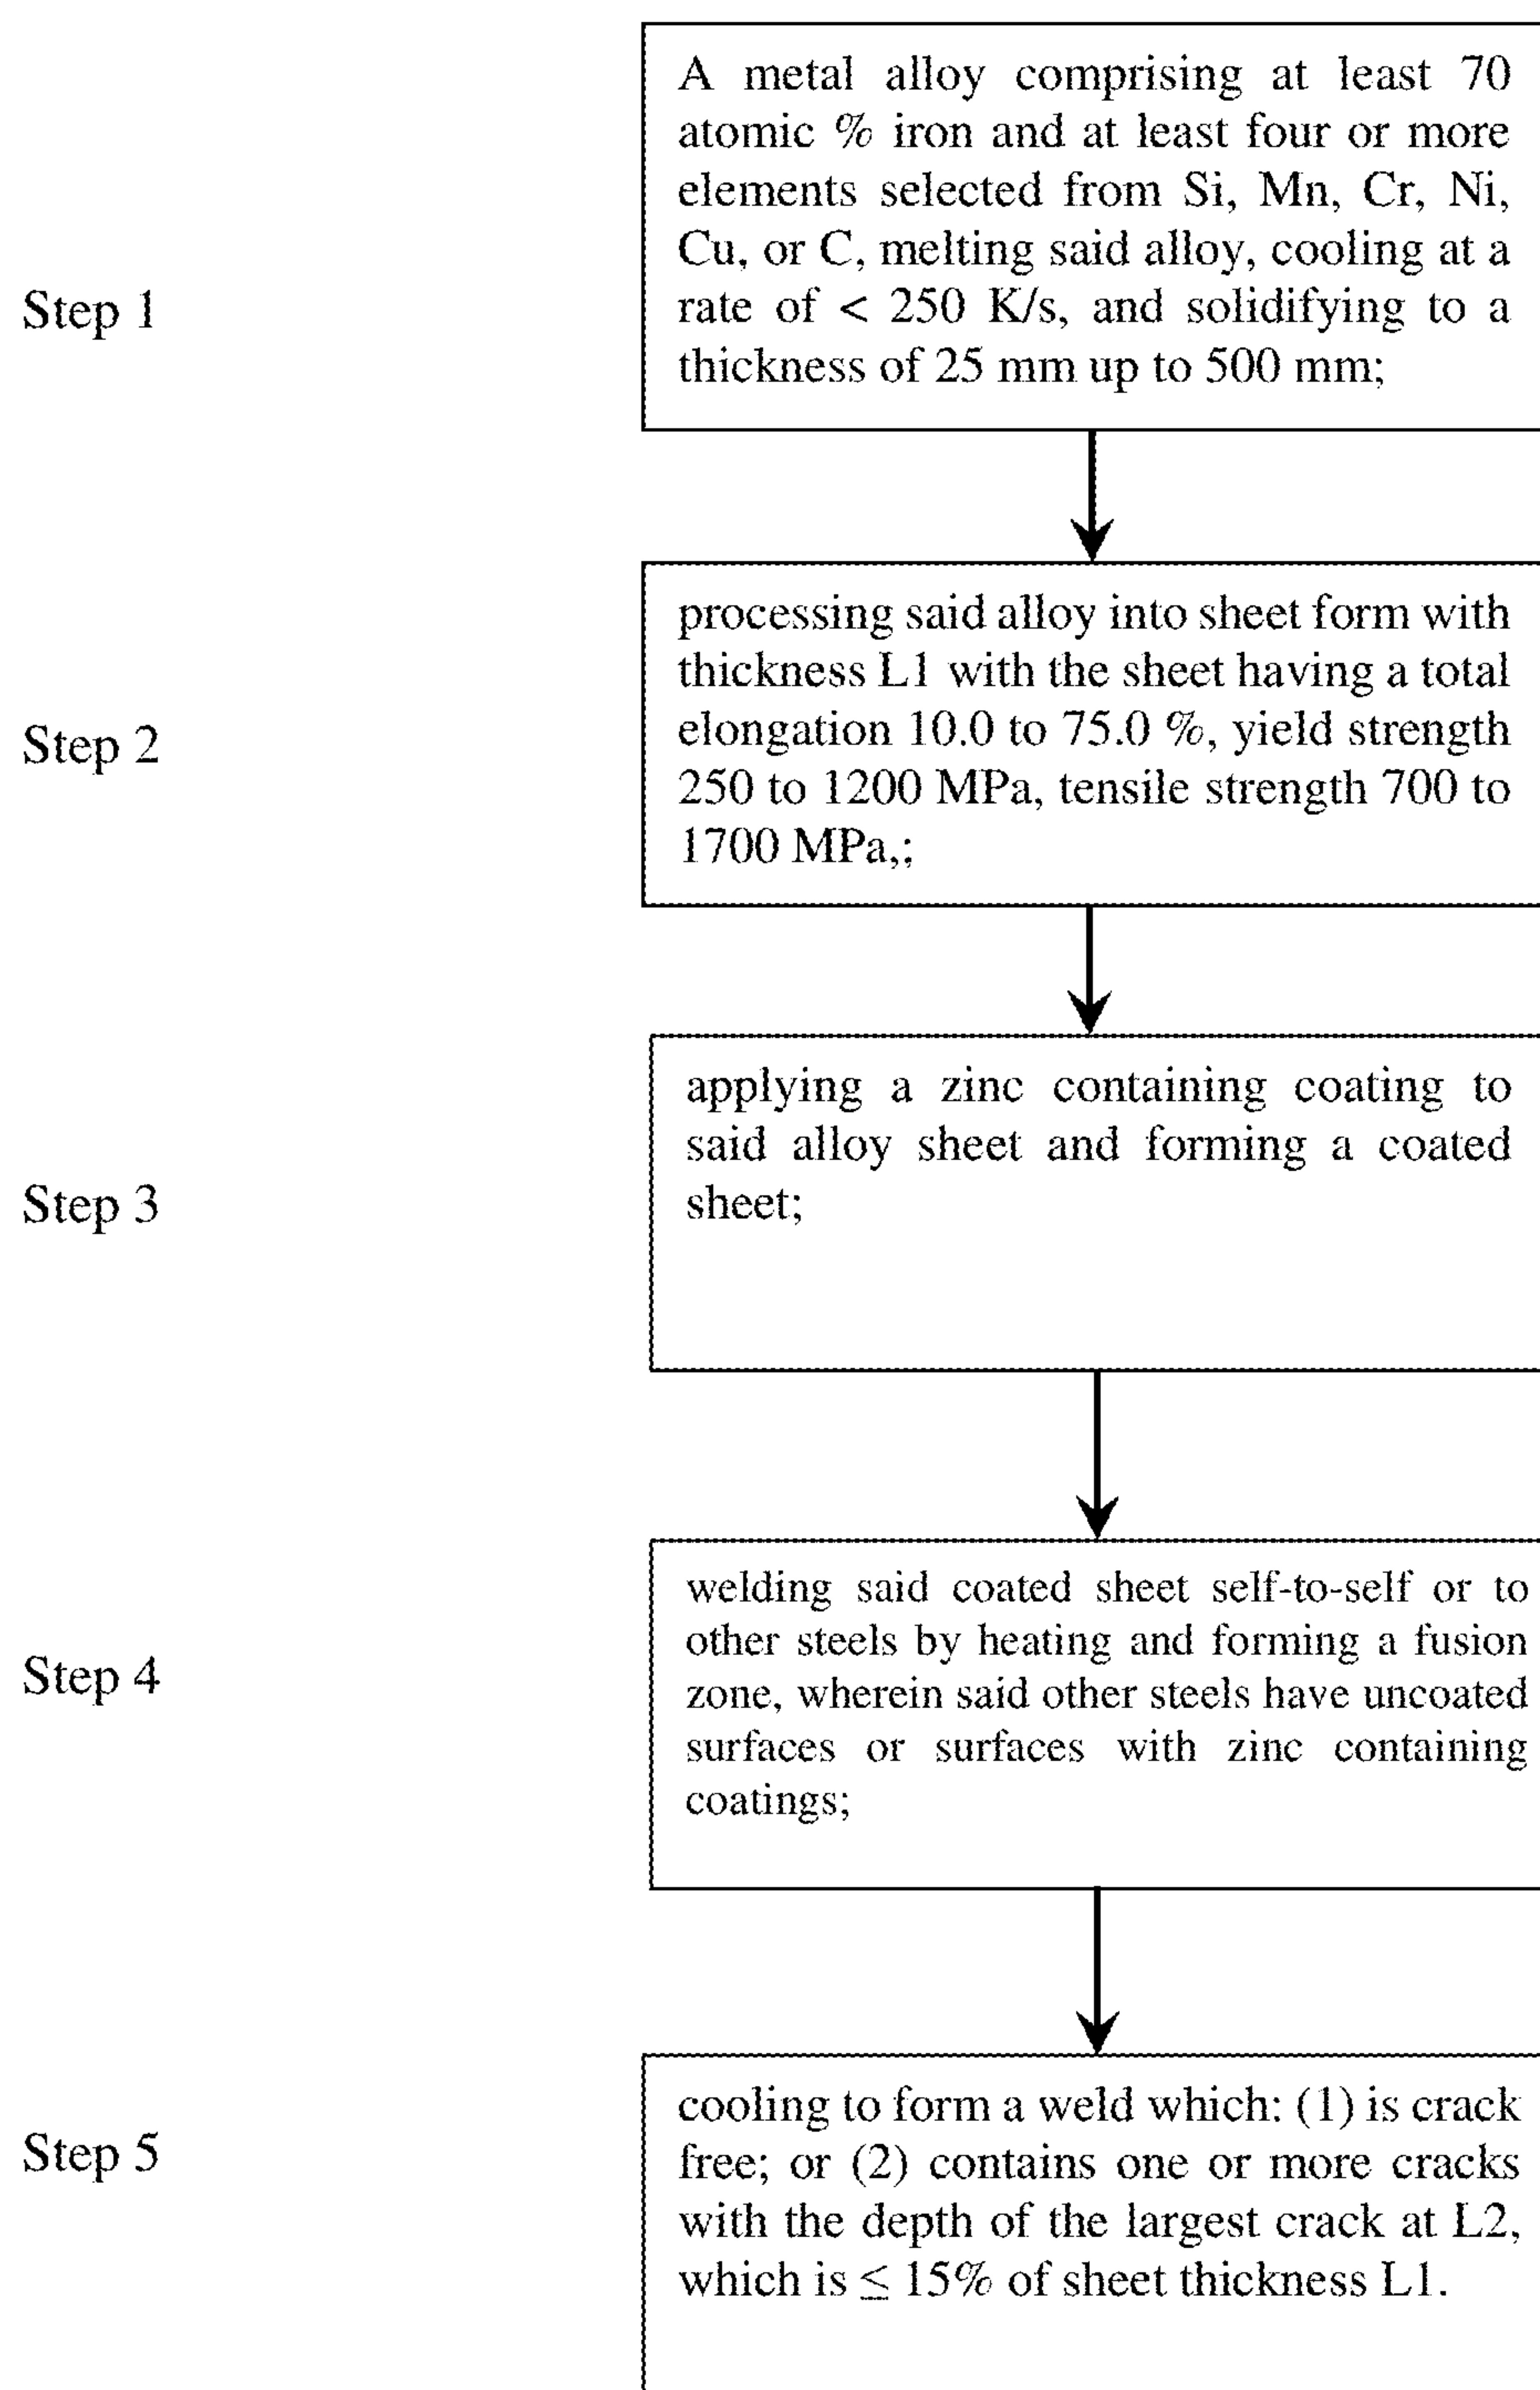 A metal alloy comprising at least 70
atomic % iron and at least four or more
elements selected from Si, Mn, Cr, Ni,
Cu, or C, melting said alloy, cooling at a
Step 1
rate of < 250 K/s, and solidifying to a
thickness of 25 mm up to 500 mm;
processing said alloy into sheet form with
thickness L1 with the sheet having a total
elongation 10.0 to 75.0 %, yield strength
Step 2
250 to 1200 MPa, tensile strength 700 to
1700 MPa,;
applying a zinc containing coating to
said alloy sheet and forming a coated
sheet;
Step 3
welding said coated sheet self-to-self or to
other steels by heating and forming a fusion
zone, wherein said other steels have uncoated
Step 4
surfaces or surfaces with zinc containing
coatings;
cooling to form a weld which: (1) is crack
Step 5
free; or (2) contains one or more cracks
with the depth of the largest crack at L2,
which is ≤ 15% of sheet thickness L1.